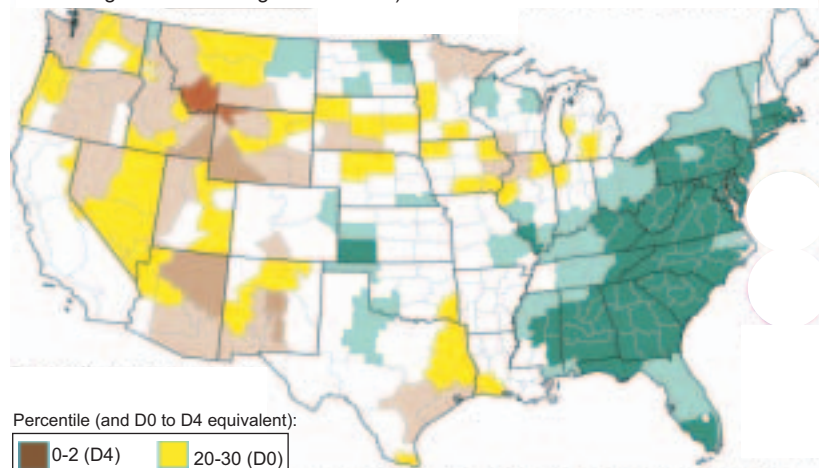 Percentile (and D0 to D4 equivalent):
0-2 (D4) 20-30 (D0)